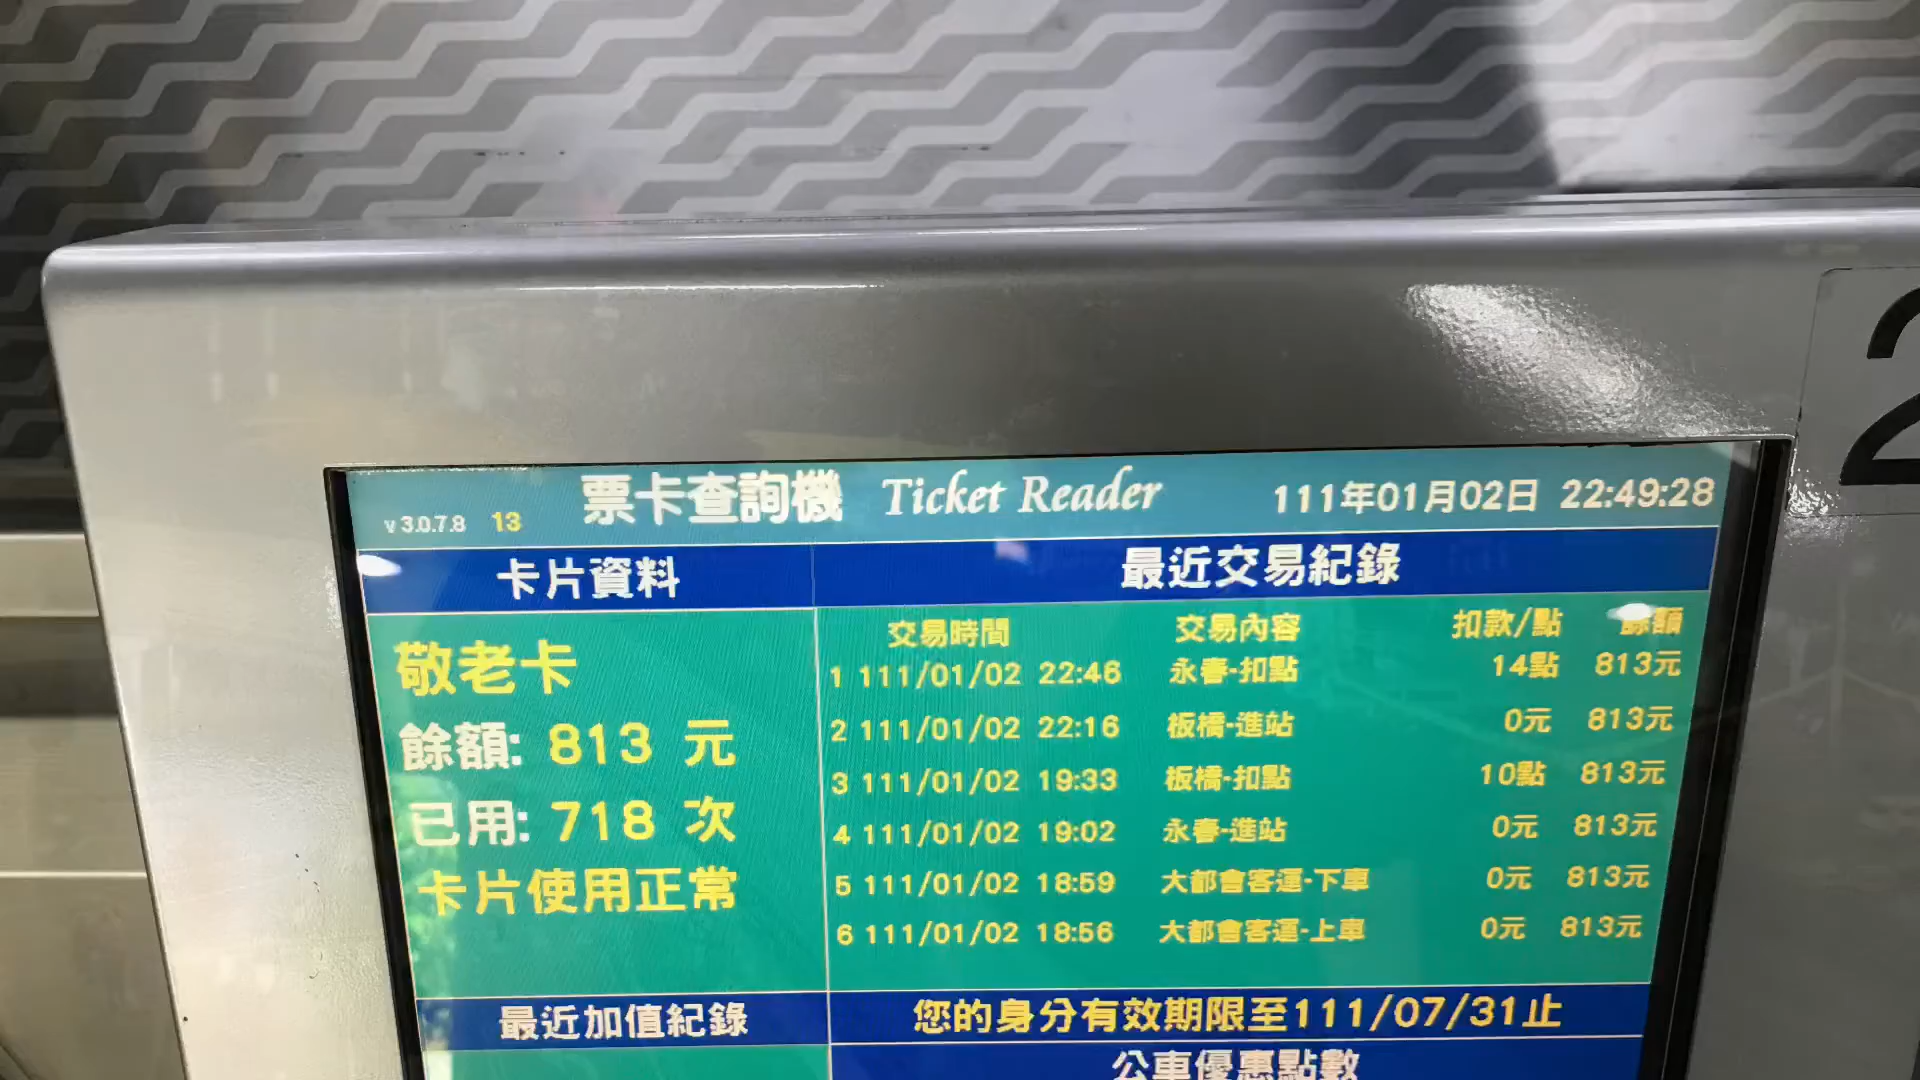 2
v 3.0.7.8 13 票卡查詢機 Ticket Reader 111年01月02日 22:49:28
卡片資料 最近交易紀錄
敬老卡
餘額: 813 元
已用: 718 次
卡片使用正常
交易時間 交易內容 扣款/點 餘額
1 111/01/02 22:46 永春-扣點 14點 813元
2 111/01/02 22:16 板橋-進站 0元 813元
3 111/01/02 19:33 板橋-扣點 10點 813元
4 111/01/02 19:02 永春-進站 0元 813元
5 111/01/02 18:59 大都會客運-下車 0元 813元
6 111/01/02 18:56 大都會客運-上車 0元 813元
最近加值紀錄 您的身分有效期限至111/07/31止
公車優惠點數